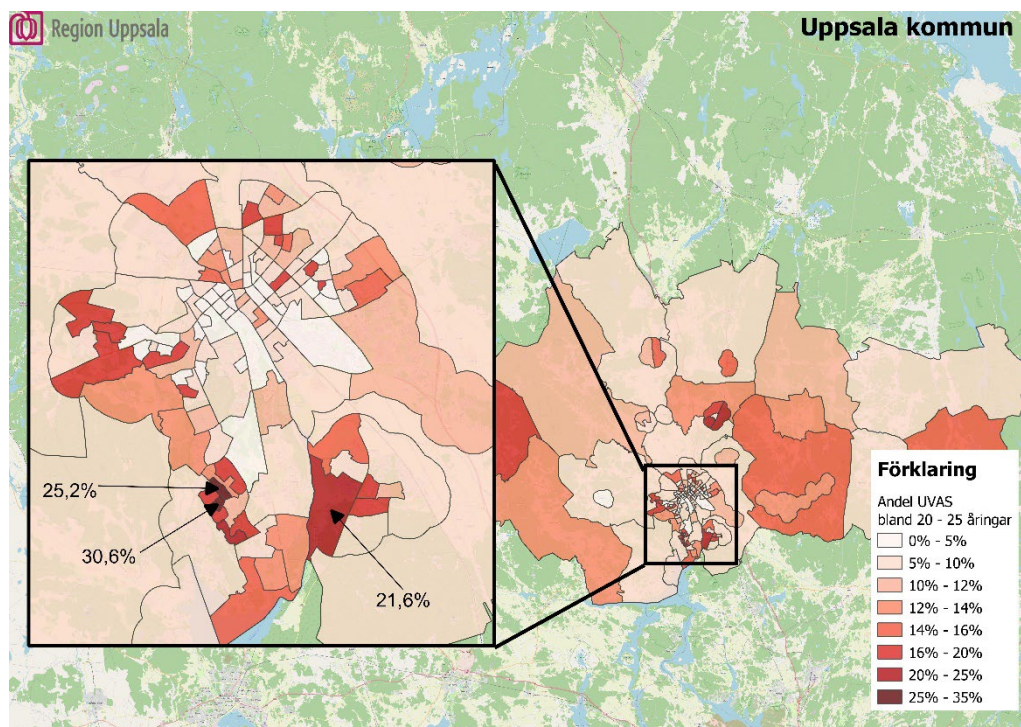 Region Uppsala
Uppsala kommun
25,2%
30,6%
21,6%
Förklaring
Andel UVAS
bland 20 - 25 åringar
0% - 5%
5% - 10%
10% - 12%
12% - 14%
14% - 16%
16% - 20%
20% - 25%
25% - 35%